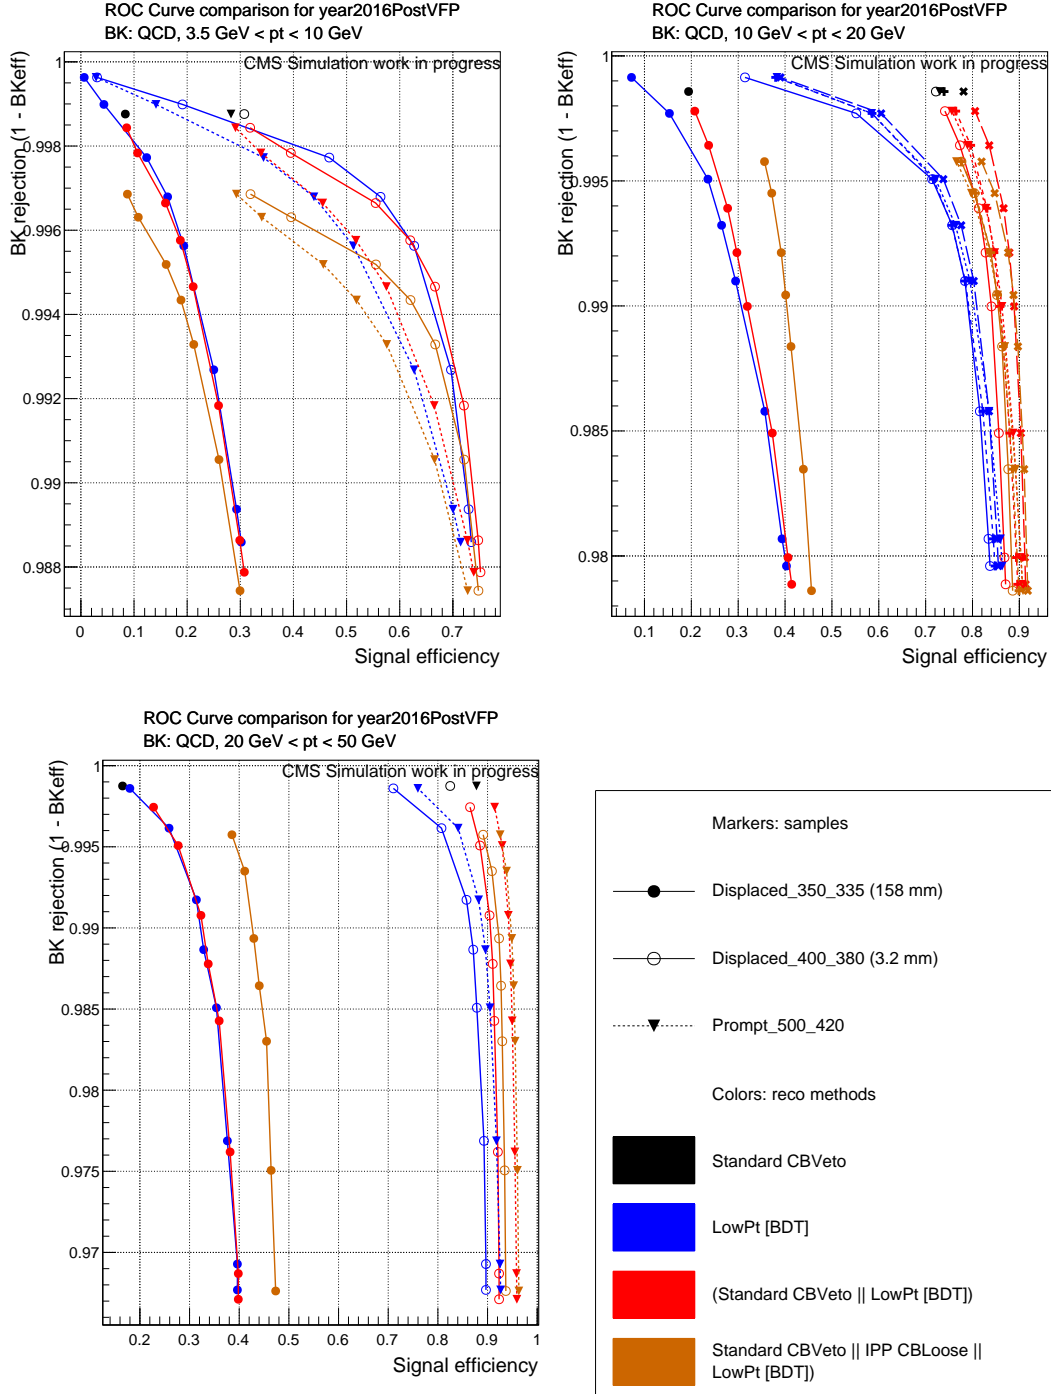 ROC Curve comparison for year2016PostVFP
BK: QCD, 3.5 GeV < pt < 10 GeV
CMS Simulation work in progress
BK rejection (1 - BKeff)
0.998
0.996
0.994
0.992
0.99
0.988
0 0.1 0.2 0.3 0.4 0.5 0.6 0.7
Signal efficiency
ROC Curve comparison for year2016PostVFP
BK: QCD, 10 GeV < pt < 20 GeV
CMS Simulation work in progress
BK rejection (1 - BKeff)
1
0.995
0.99
0.985
0.98
0.1 0.2 0.3 0.4 0.5 0.6 0.7 0.8 0.9
Signal efficiency
ROC Curve comparison for year2016PostVFP
BK: QCD, 20 GeV < pt < 50 GeV
CMS Simulation work in progress
BK rejection (1 - BKeff)
1
0.995
0.99
0.985
0.98
0.975
0.97
0.2 0.3 0.4 0.5 0.6 0.7 0.8 0.9 1
Signal efficiency
Markers: samples
Displaced_350_335 (158 mm)
Displaced_400_380 (3.2 mm)
Prompt_500_420
Colors: reco methods
Standard CBVeto
LowPt [BDT]
(Standard CBVeto || LowPt [BDT])
Standard CBVeto || IPP CBLoose ||
LowPt [BDT])